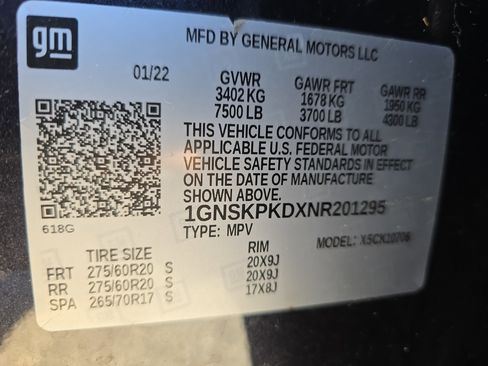 gm
MFD BY GENERAL MOTORS LLC
01/22 GVWR GAWR FRT GAWR RR
3402 KG 1678 KG 1950 KG
7500 LB 3700 LB 4300 LB
THIS VEHICLE CONFORMS TO ALL
APPLICABLE U.S. FEDERAL MOTOR
VEHICLE SAFETY STANDARDS IN EFFECT
ON THE DATE OF MANUFACTURE
SHOWN ABOVE.
1GNSKPKDXNR201295
618G
TYPE: MPV MODEL: X5CK10706
TIRE SIZE RIM
FRT 275/60R20 S 20X9J
RR 275/60R20 S 20X9J
SPA 265/70R17 S 17X8J